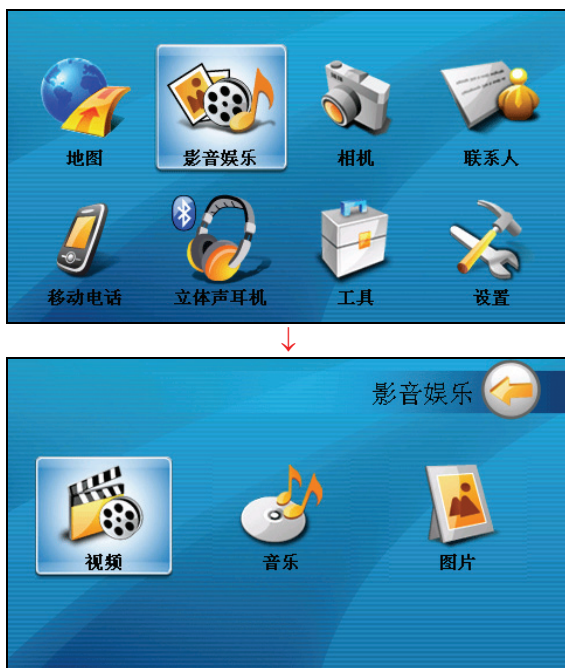 地图 影音娱乐 相机 联系人
移动电话 立体声耳机 工具 设置
↓
影音娱乐
视频 音乐 图片